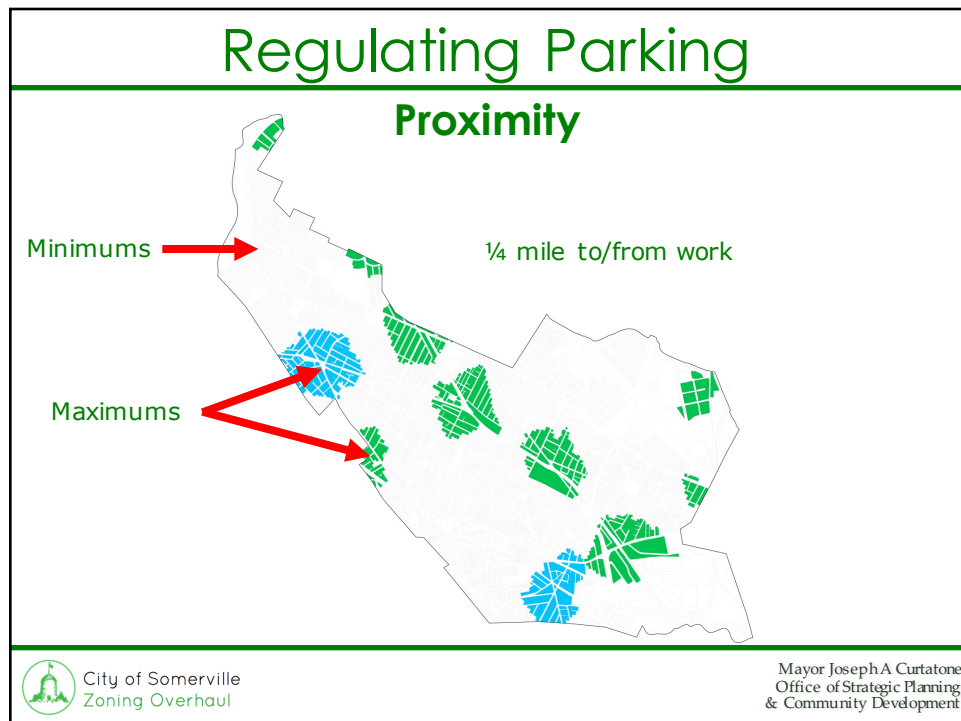 Regulating Parking
Proximity
Minimums
¼ mile to/from work
Maximums
City of Somerville
Zoning Overhaul
Mayor Joseph A Curtatone
Office of Strategic Planning
& Community Development